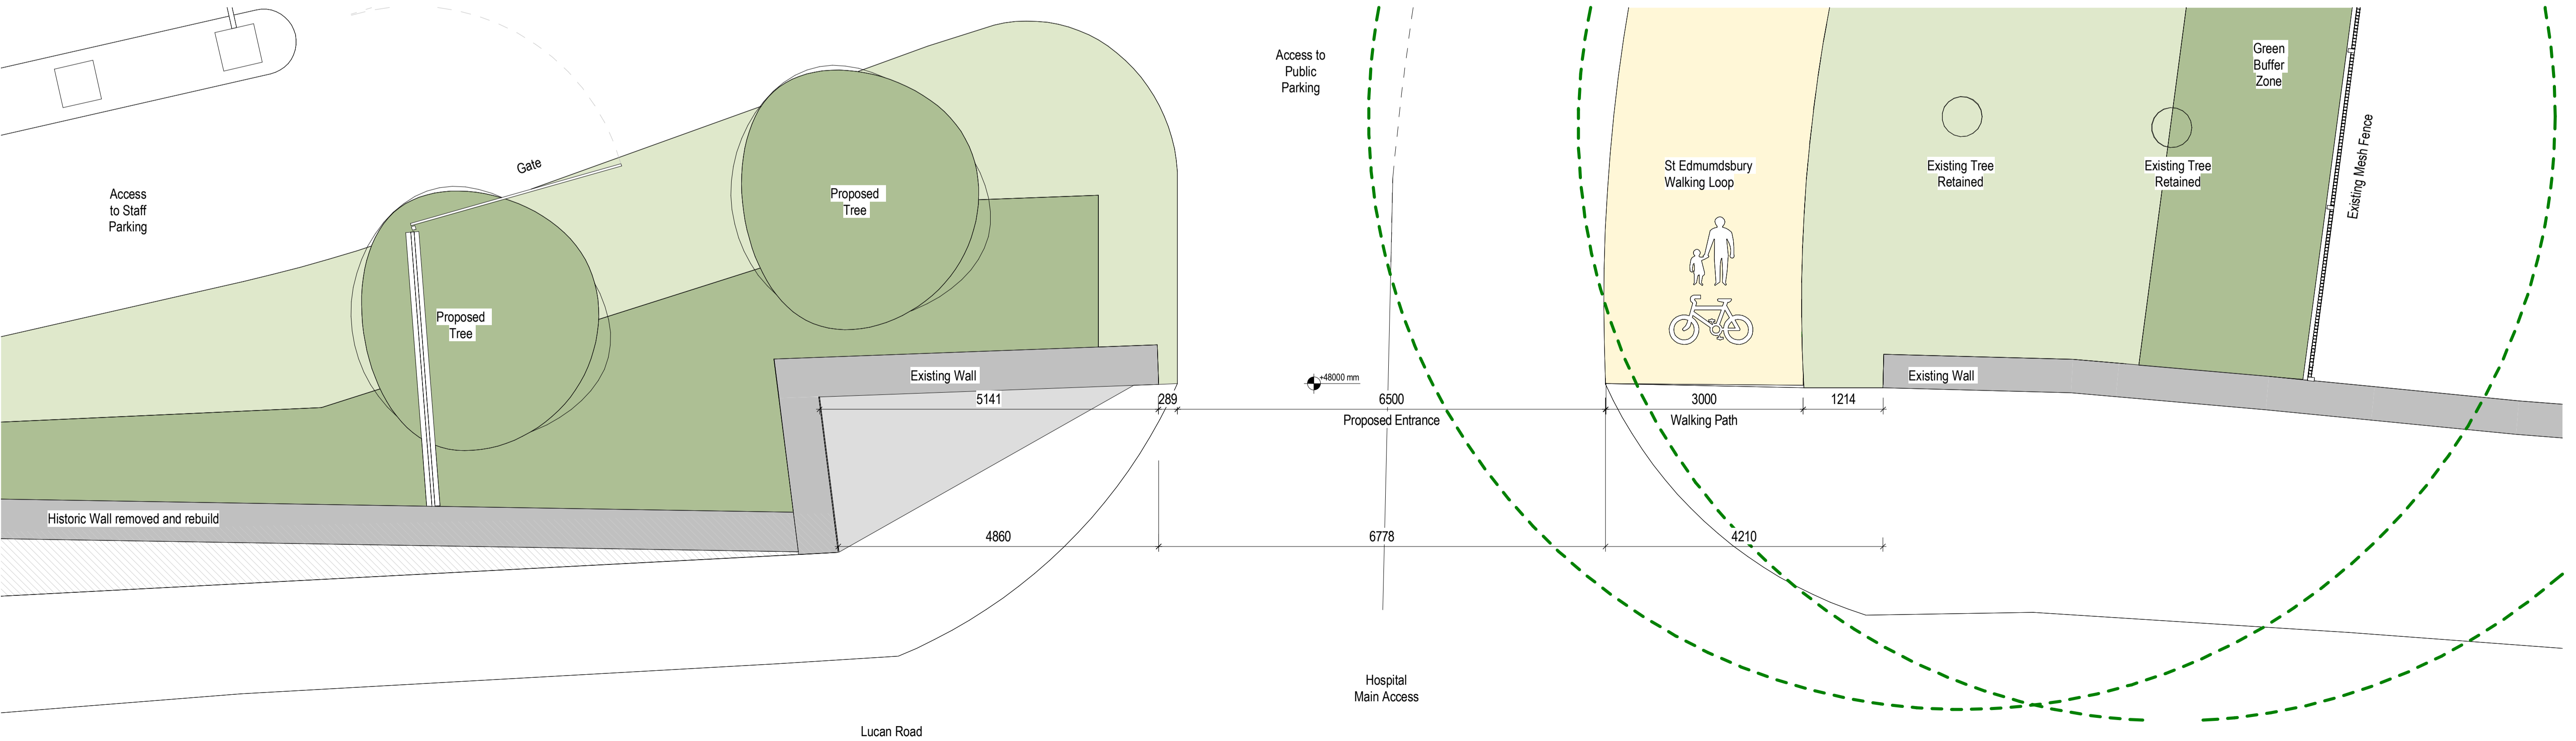 Access to
Public
Parking
Green
Buffer
Zone
Gate
Access
to Staff
Parking
Proposed
Tree
Proposed
Tree
St Edmumdsbury
Walking Loop
Existing Tree
Retained
Existing Tree
Retained
Existing Mesh Fence
Existing Wall
+48000 mm
Existing Wall
5141
289
6500
3000
1214
Proposed Entrance
Walking Path
Historic Wall removed and rebuild
4860
6778
4210
Hospital
Main Access
Lucan Road